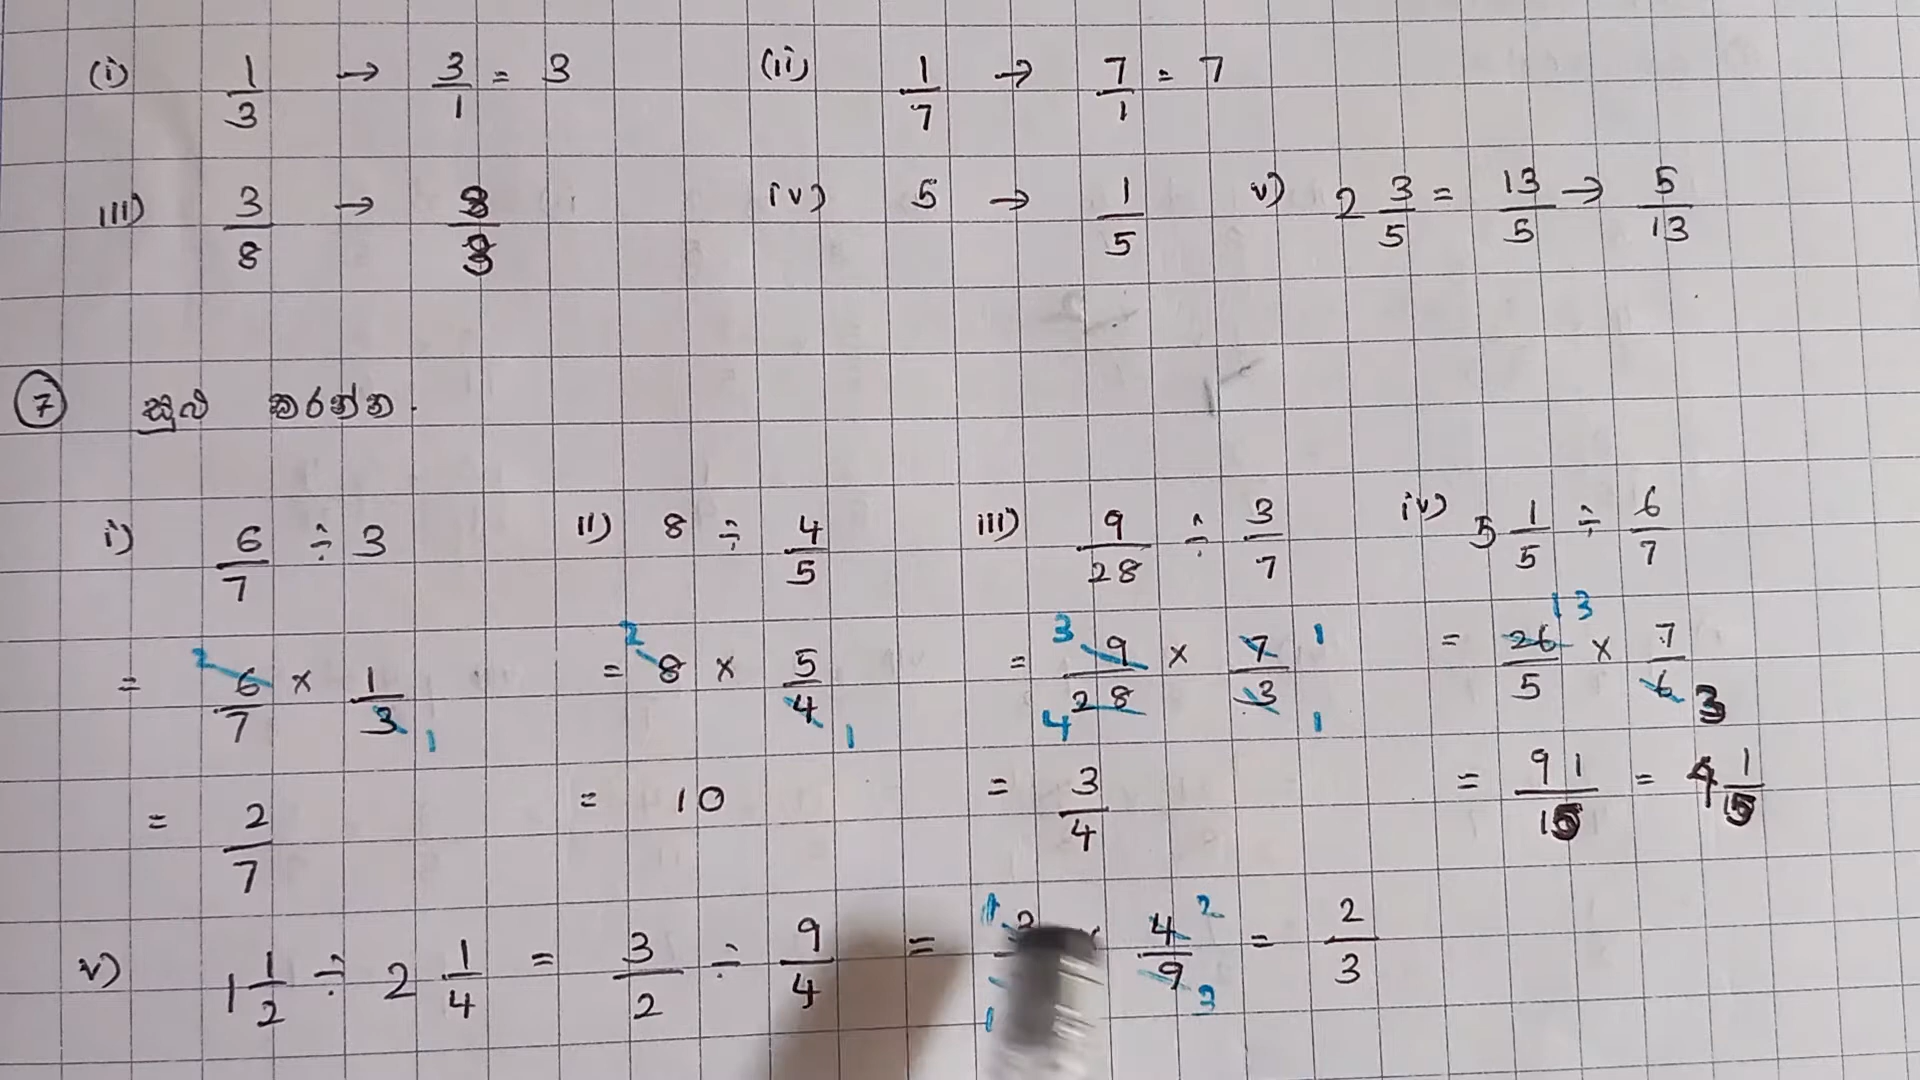 (i) 1/3 → 3/1 = 3 (ii) 1/7 → 7/1 = 7
iii) 3/8 → 8/3 iv) 5 → 1/5 v) 2 3/5 = 13/5 → 5/13
7 සුළු කරන්න.
i) 6/7 ÷ 3 ii) 8 ÷ 4/5 iii) 9/28 ÷ 3/7 iv) 5 1/5 ÷ 6/7
2 2 3 1 13
= 6/7 × 1/3 = 8 × 5/4 = 9/28 × 7/3 = 26/5 × 7/6
1 1 4 1 3
= 2/7 = 10 = 3/4 = 91/15 = 1/15
1 2
v) 1 1/2 ÷ 2 1/4 = 3/2 ÷ 9/4 = 4/9 = 2/3
1 3